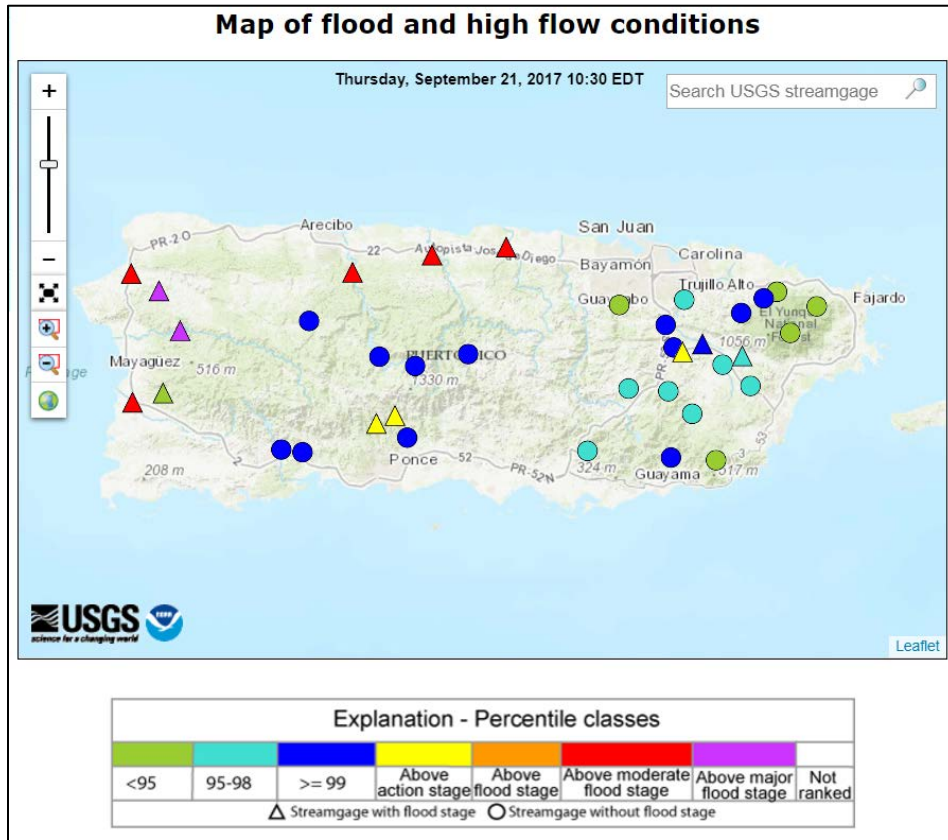 Map of flood and high flow conditions
Thursday, September 21, 2017 10:30 EDT
Search USGS streamgage
+
−
Arecibo
San Juan
PR-2 O
22
Autopista Jos
Diego
Bayamón
Carolina
Guaynabo
Trujillo Alto
Fajardo
El Yunque
National
Forest
1056 m
Mayagüez
516 m
PUERTO RICO
1330 m
PR-52
53
2
208 m
Ponce
52
PR-52N
324 m
Guayama
3
517 m
USGS
science for a changing world
Leaflet
Explanation - Percentile classes
<95
95-98
>= 99
Above action stage
Above flood stage
Above moderate flood stage
Above major flood stage
Not ranked
Streamgage with flood stage
Streamgage without flood stage